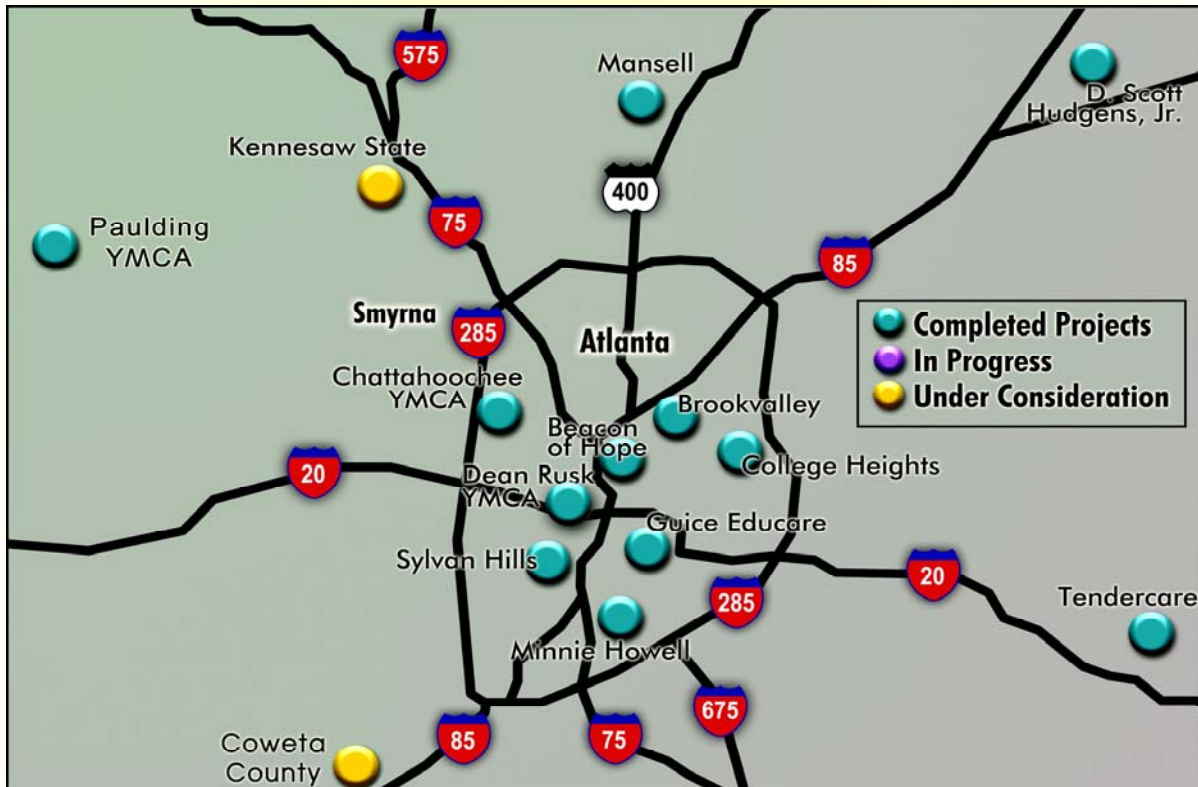 575
Mansell
D. Scott
Hudgens, Jr.
Kennesaw State
400
75
Paulding
YMCA
85
Smyrna
285
Atlanta
Completed Projects
In Progress
Under Consideration
Chattahoochee
YMCA
Brookvalley
Beacon
of Hope
College Heights
20
Dean Rusk
YMCA
Guice Educare
Sylvan Hills
20
285
Tendercare
Minnie Howell
675
85
75
Coweta
County